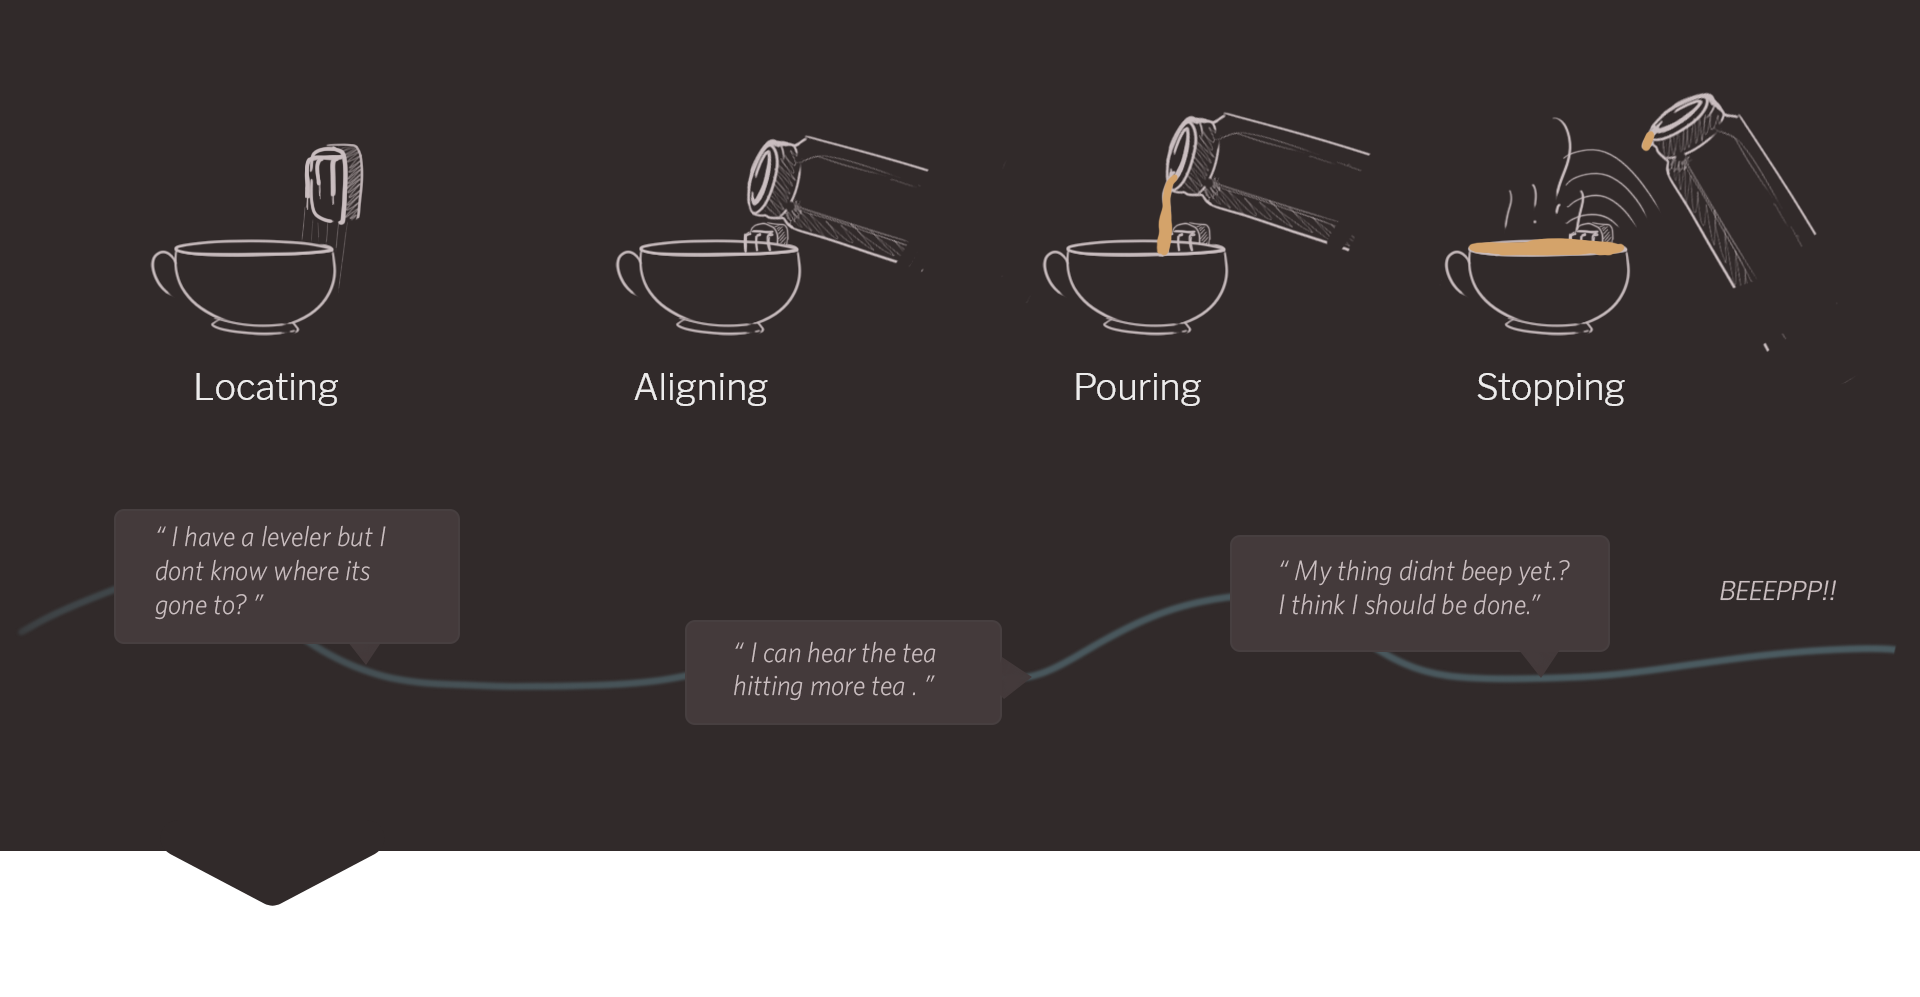 Locating
Aligning
Pouring
Stopping
“ I have a leveler but I
dont know where its
gone to? ”
“ I can hear the tea
hitting more tea . ”
“ My thing didnt beep yet.?
I think I should be done.”
BEEEPPP!!